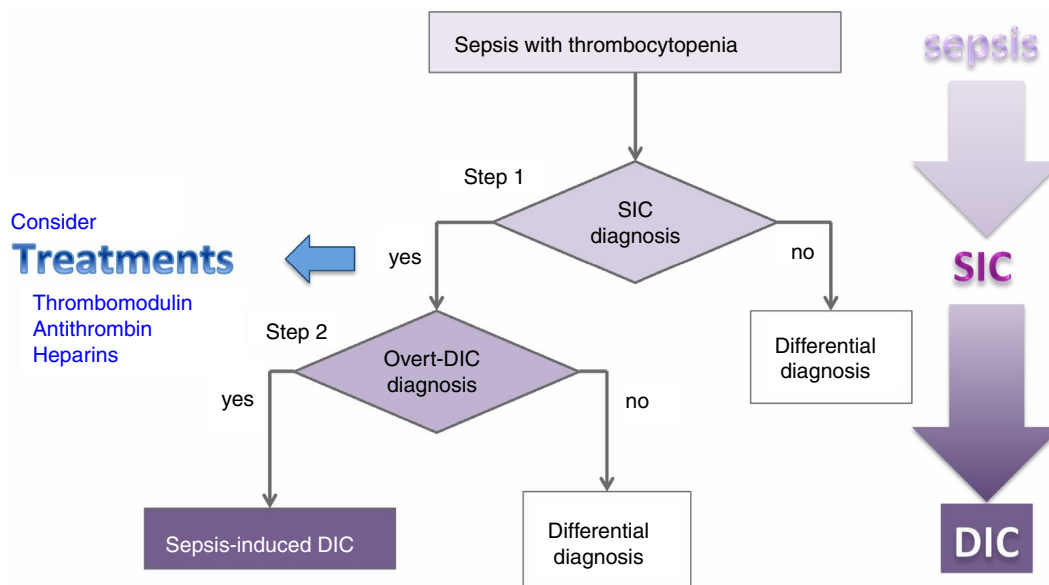 Sepsis with thrombocytopenia
sepsis
Step 1
SIC
diagnosis
Consider
Treatments
Thrombomodulin
Antithrombin
Heparins
yes
no
SIC
Step 2
Overt-DIC
diagnosis
Differential
diagnosis
yes
no
Sepsis-induced DIC
Differential
diagnosis
DIC